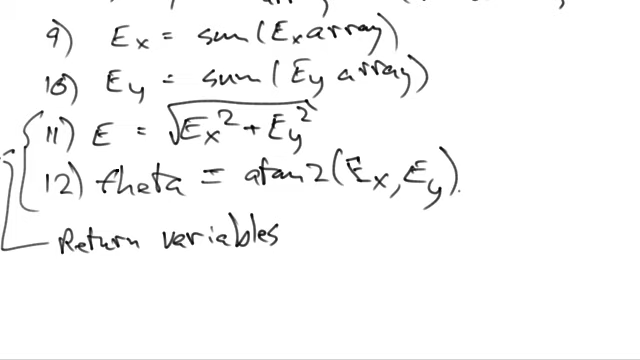 9) Ex = sum(Ex array)
10) Ey = sum(Ey array)
11) E = √Ex² + Ey²
12) theta = atan2(Ex, Ey).
Return variables